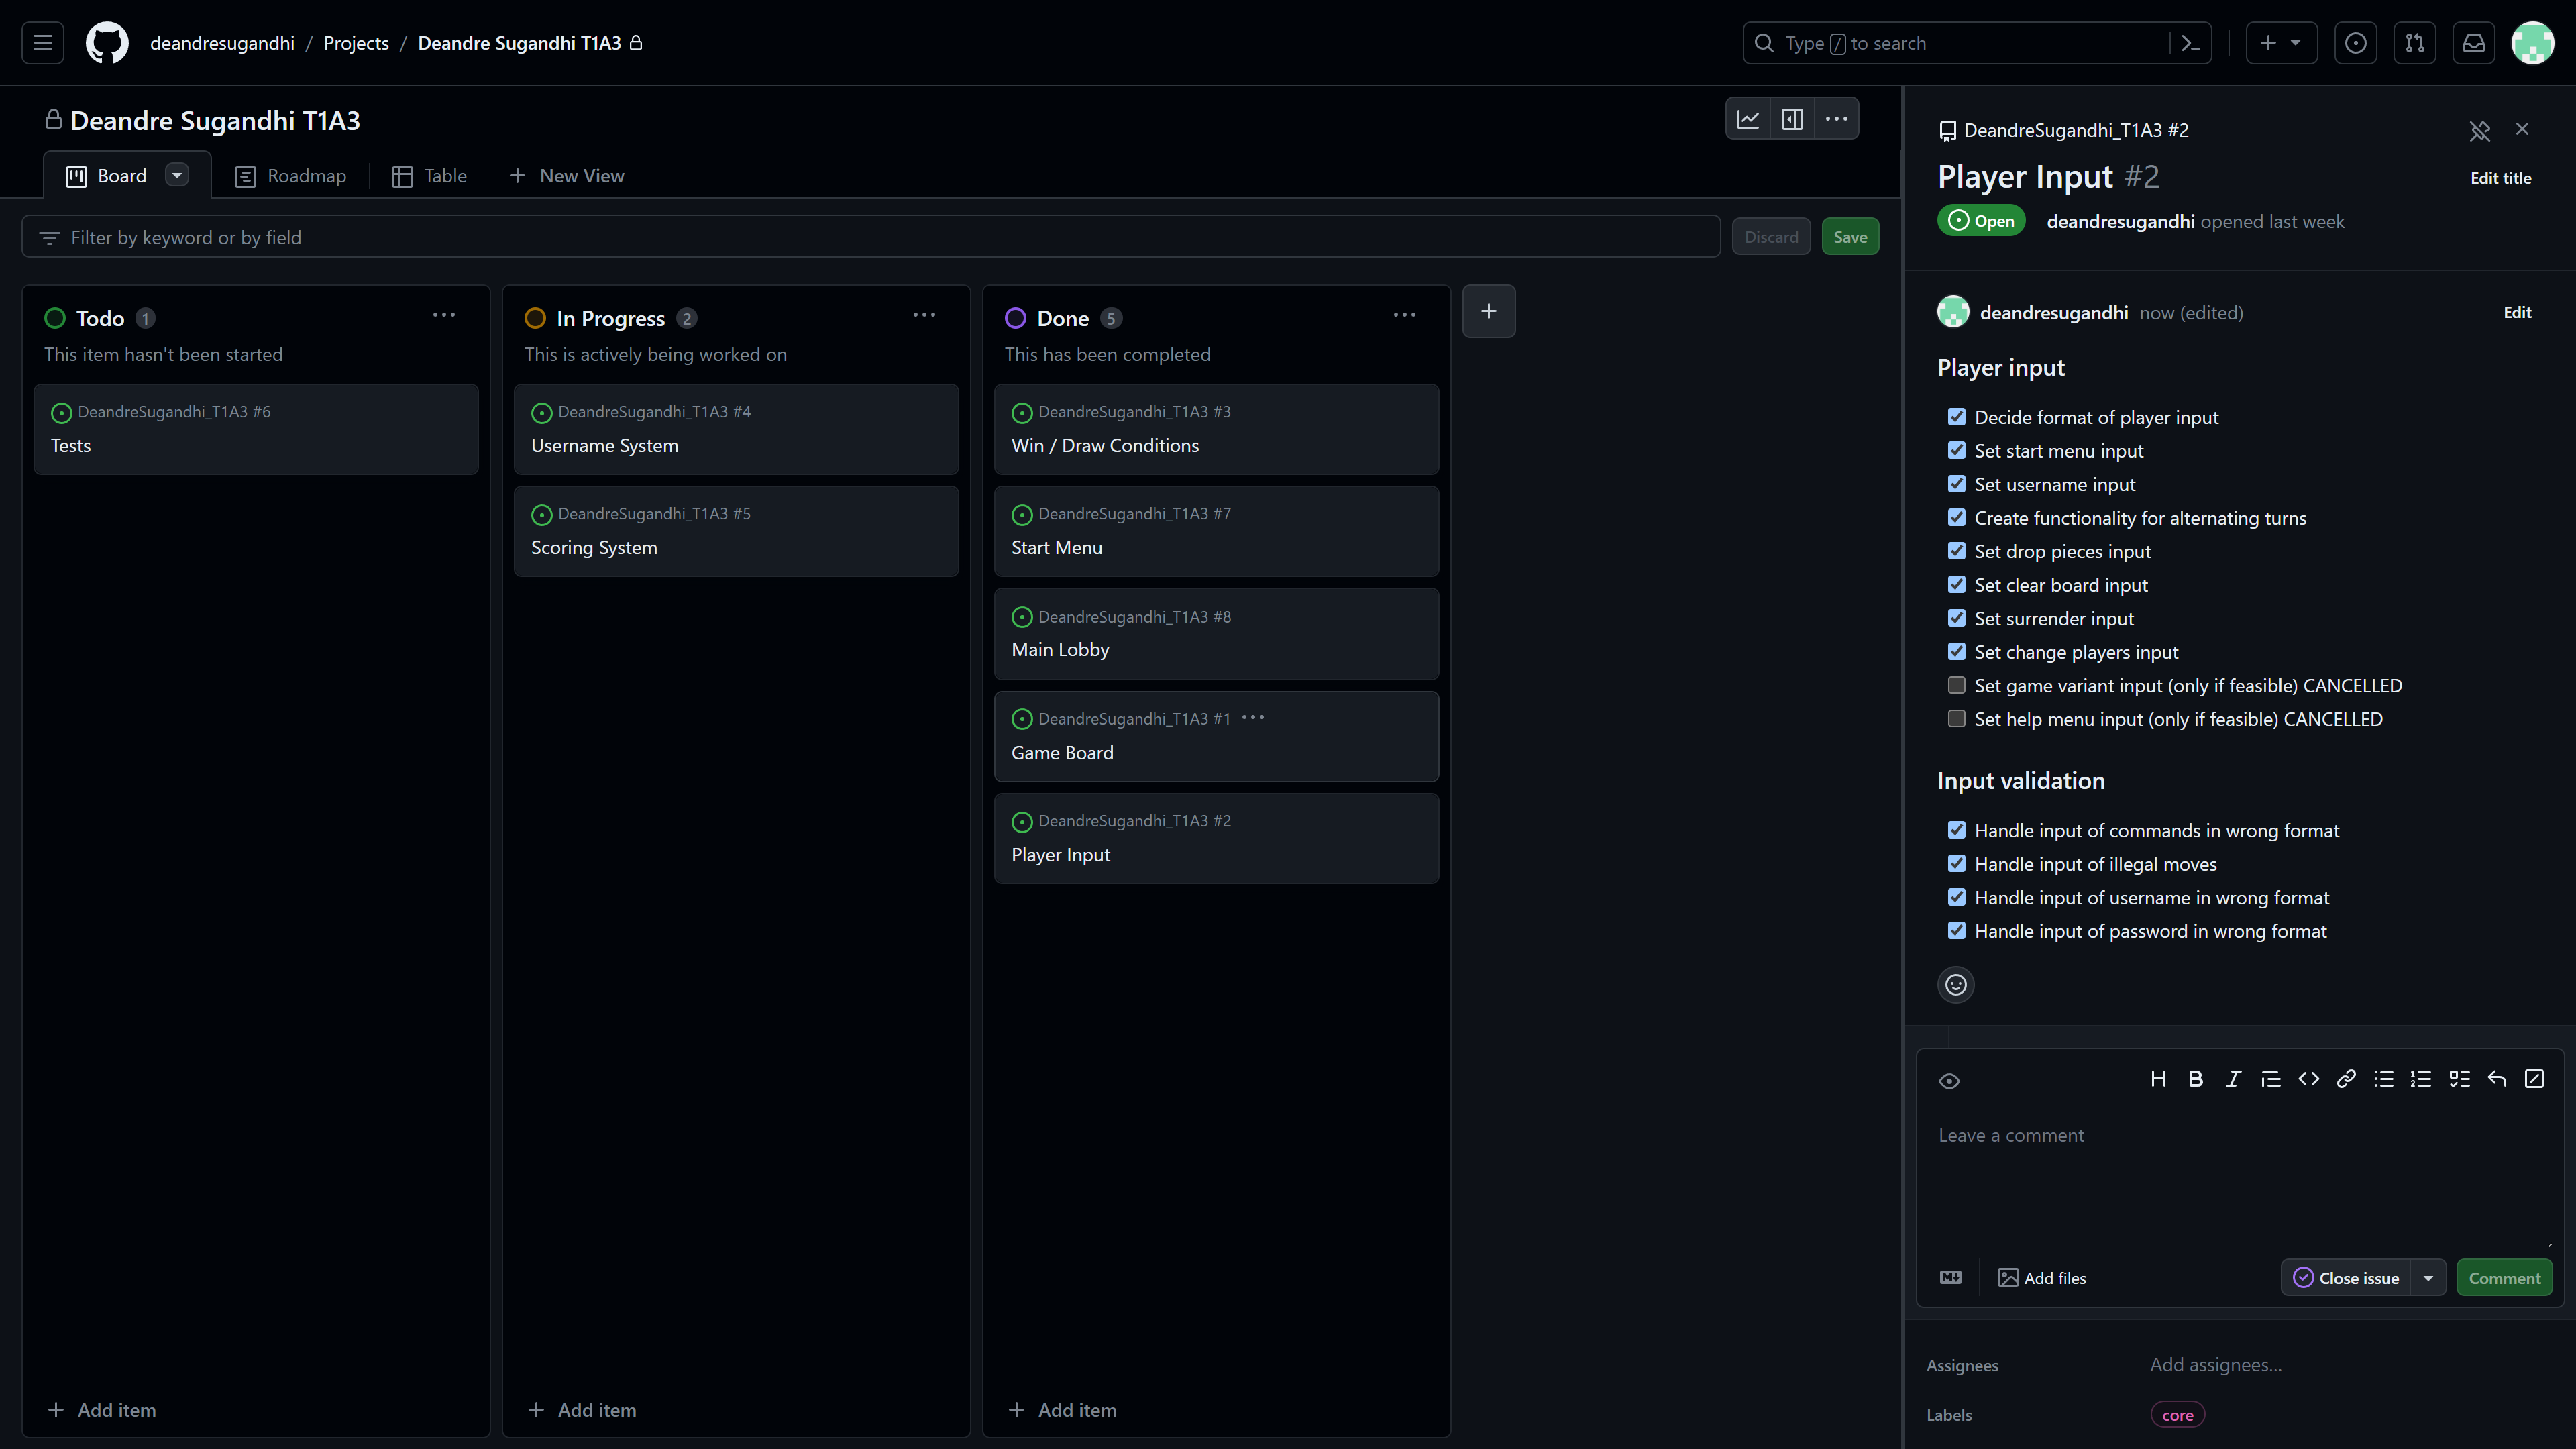 deandresugandhi / Projects / Deandre Sugandhi T1A3
Type / to search
Deandre Sugandhi T1A3
Board
Roadmap
Table
New View
Filter by keyword or by field
Discard
Save
Todo 1
This item hasn't been started
DeandreSugandhi_T1A3 #6
Tests
Add item
In Progress 2
This is actively being worked on
DeandreSugandhi_T1A3 #4
Username System
DeandreSugandhi_T1A3 #5
Scoring System
Add item
Done 5
This has been completed
DeandreSugandhi_T1A3 #3
Win / Draw Conditions
DeandreSugandhi_T1A3 #7
Start Menu
DeandreSugandhi_T1A3 #8
Main Lobby
DeandreSugandhi_T1A3 #1
Game Board
DeandreSugandhi_T1A3 #2
Player Input
Add item
DeandreSugandhi_T1A3 #2
Player Input #2
Edit title
Open
deandresugandhi opened last week
deandresugandhi now (edited)
Edit
Player input
Decide format of player input
Set start menu input
Set username input
Create functionality for alternating turns
Set drop pieces input
Set clear board input
Set surrender input
Set change players input
Set game variant input (only if feasible) CANCELLED
Set help menu input (only if feasible) CANCELLED
Input validation
Handle input of commands in wrong format
Handle input of illegal moves
Handle input of username in wrong format
Handle input of password in wrong format
Leave a comment
Add files
Close issue
Comment
Assignees
Add assignees...
Labels
core